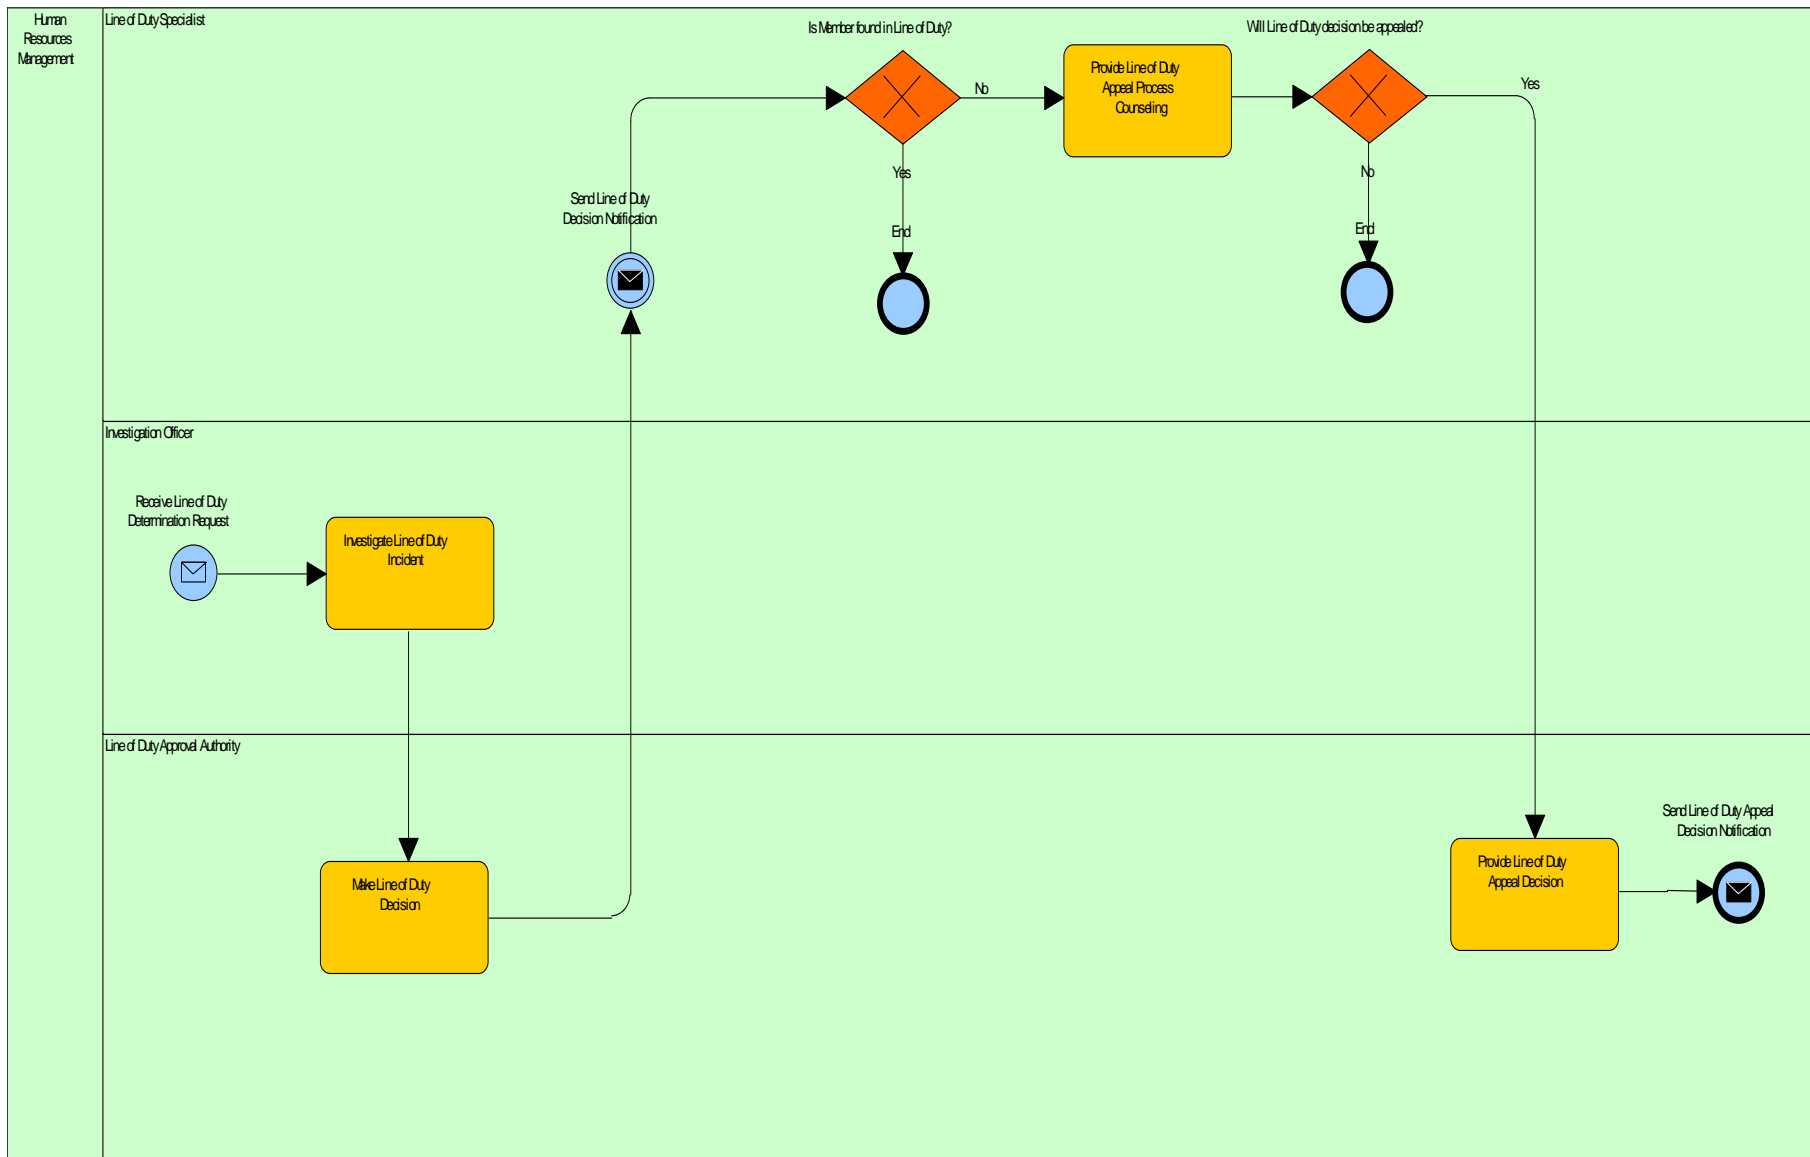 Human
Resources
Management
Line of Duty Specialist
Is Member found in Line of Duty?
Will Line of Duty decision be appealed?
Provide Line of Duty
Appeal Process
Counseling
No
Yes
Yes
No
Send Line of Duty
Decision Notification
End
End
Investigation Officer
Receive Line of Duty
Determination Request
Investigate Line of Duty
Incident
Line of Duty Approval Authority
Send Line of Duty Appeal
Decision Notification
Make Line of Duty
Decision
Provide Line of Duty
Appeal Decision